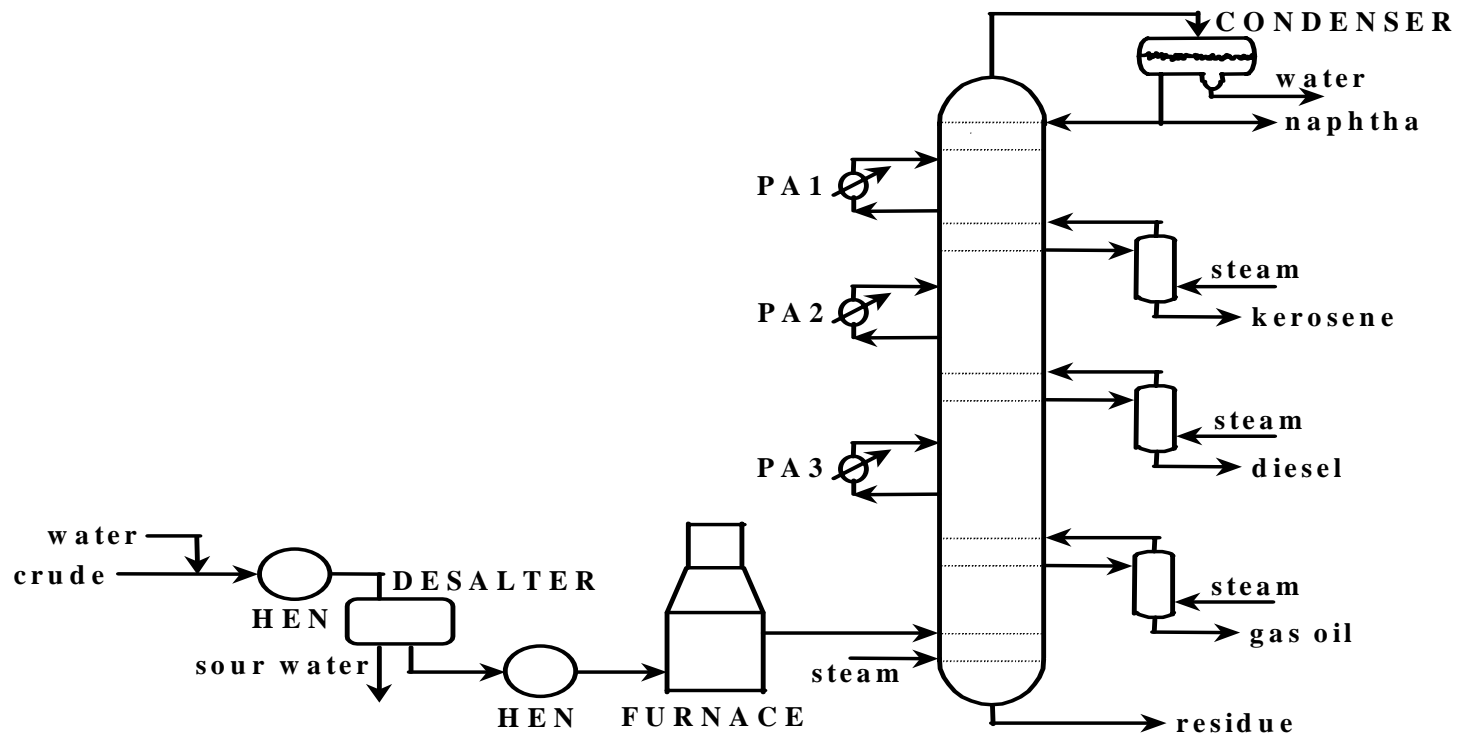 CONDENSER
water
naphtha
PA1
steam
kerosene
PA2
steam
diesel
PA3
water
crude
DESALTER
HEN
sour water
steam
gas oil
steam
HEN
FURNACE
residue